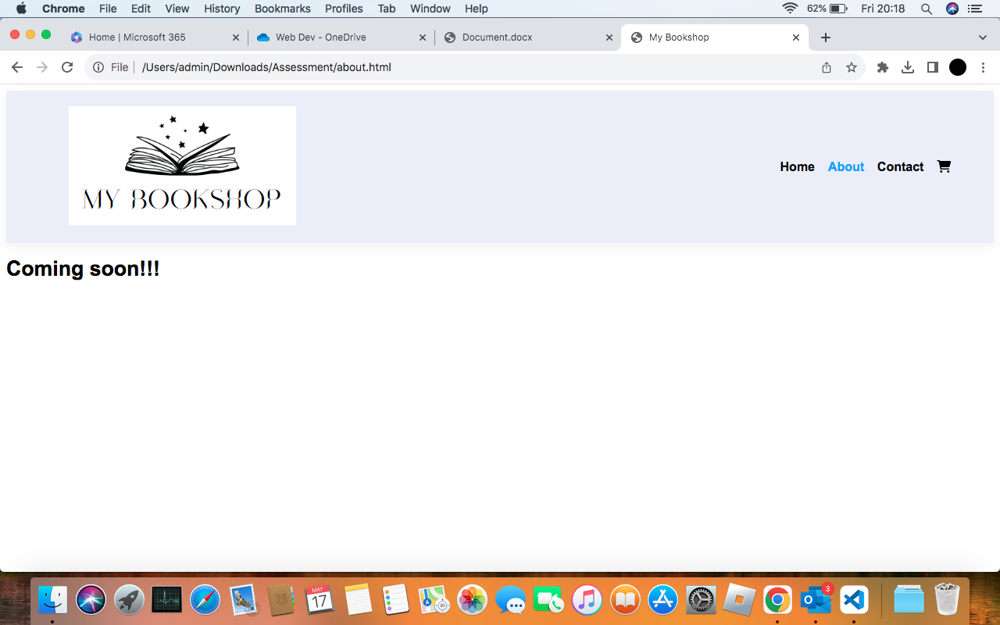 Chrome File Edit View History Bookmarks Profiles Tab Window Help 62% Fri 20:18
Home | Microsoft 365 Web Dev - OneDrive Document.docx My Bookshop
File /Users/admin/Downloads/Assessment/about.html
MY BOOKSHOP
Home About Contact
Coming soon!!!
MAY
17
3D
3